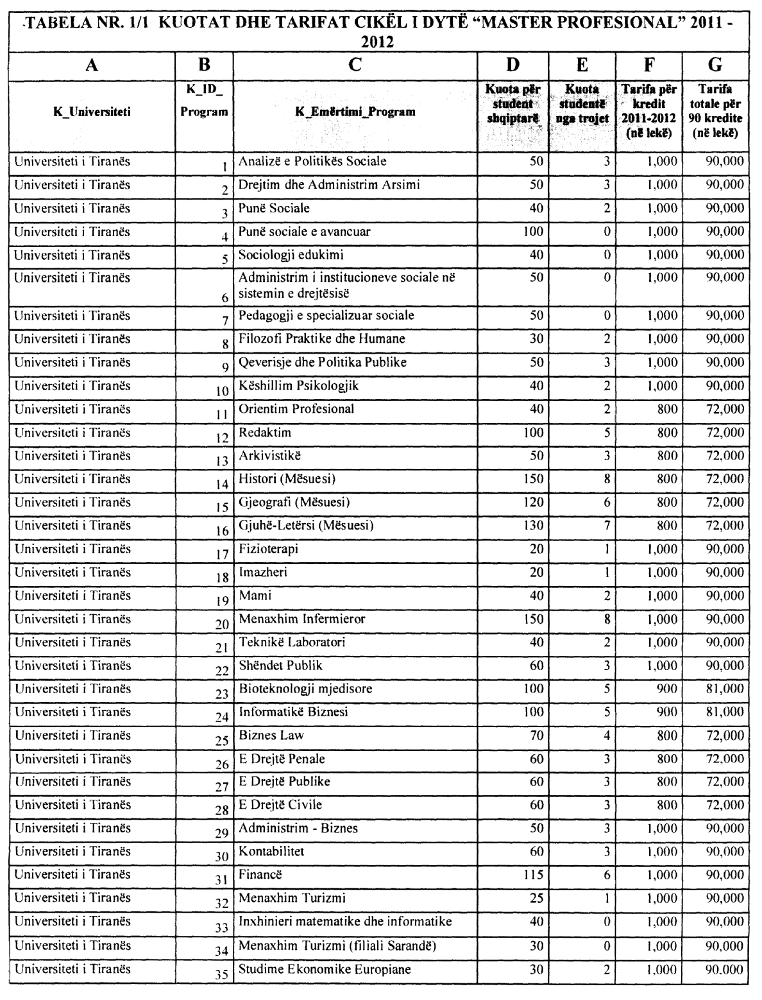 TABELA NR. 1/1 KUOTAT DHE TARIFAT CIKËL I DYTË “MASTER PROFESIONAL” 2011 -
2012
A B C D E F G
K_Universiteti K_ID_ Program K_Emërtimi_Program Kuota për student shqiptarë Kuota studentë nga trojet Tarifa për kredit 2011-2012 (në lekë) Tarifa totale për 90 kredite (në lekë)
Universiteti i Tiranës 1 Analizë e Politikës Sociale 50 3 1,000 90,000
Universiteti i Tiranës 2 Drejtim dhe Administrim Arsimi 50 3 1,000 90,000
Universiteti i Tiranës 3 Punë Sociale 40 2 1,000 90,000
Universiteti i Tiranës 4 Punë sociale e avancuar 100 0 1,000 90,000
Universiteti i Tiranës 5 Sociologji edukimi 40 0 1,000 90,000
Universiteti i Tiranës 6 Administrim i institucioneve sociale në sistemin e drejtësisë 50 0 1,000 90,000
Universiteti i Tiranës 7 Pedagogji e specializuar sociale 50 0 1,000 90,000
Universiteti i Tiranës 8 Filozofi Praktike dhe Humane 30 2 1,000 90,000
Universiteti i Tiranës 9 Qeverisje dhe Politika Publike 50 3 1,000 90,000
Universiteti i Tiranës 10 Këshillim Psikologjik 40 2 1,000 90,000
Universiteti i Tiranës 11 Orientim Profesional 40 2 800 72,000
Universiteti i Tiranës 12 Redaktim 100 5 800 72,000
Universiteti i Tiranës 13 Arkivistikë 50 3 800 72,000
Universiteti i Tiranës 14 Histori (Mësuesi) 150 8 800 72,000
Universiteti i Tiranës 15 Gjeografi (Mësuesi) 120 6 800 72,000
Universiteti i Tiranës 16 Gjuhë-Letërsi (Mësuesi) 130 7 800 72,000
Universiteti i Tiranës 17 Fizioterapi 20 1 1,000 90,000
Universiteti i Tiranës 18 Imazheri 20 1 1,000 90,000
Universiteti i Tiranës 19 Mami 40 2 1,000 90,000
Universiteti i Tiranës 20 Menaxhim Infermieror 150 8 1,000 90,000
Universiteti i Tiranës 21 Teknikë Laboratori 40 2 1,000 90,000
Universiteti i Tiranës 22 Shëndet Publik 60 3 1,000 90,000
Universiteti i Tiranës 23 Bioteknologji mjedisore 100 5 900 81,000
Universiteti i Tiranës 24 Informatikë Biznesi 100 5 900 81,000
Universiteti i Tiranës 25 Biznes Law 70 4 800 72,000
Universiteti i Tiranës 26 E Drejtë Penale 60 3 800 72,000
Universiteti i Tiranës 27 E Drejtë Publike 60 3 800 72,000
Universiteti i Tiranës 28 E Drejtë Civile 60 3 800 72,000
Universiteti i Tiranës 29 Administrim - Biznes 50 3 1,000 90,000
Universiteti i Tiranës 30 Kontabilitet 60 3 1,000 90,000
Universiteti i Tiranës 31 Financë 115 6 1,000 90,000
Universiteti i Tiranës 32 Menaxhim Turizmi 25 1 1,000 90,000
Universiteti i Tiranës 33 Inxhinieri matematike dhe informatike 40 0 1,000 90,000
Universiteti i Tiranës 34 Menaxhim Turizmi (filiali Sarandë) 30 0 1,000 90,000
Universiteti i Tiranës 35 Studime Ekonomike Europiane 30 2 1,000 90,000